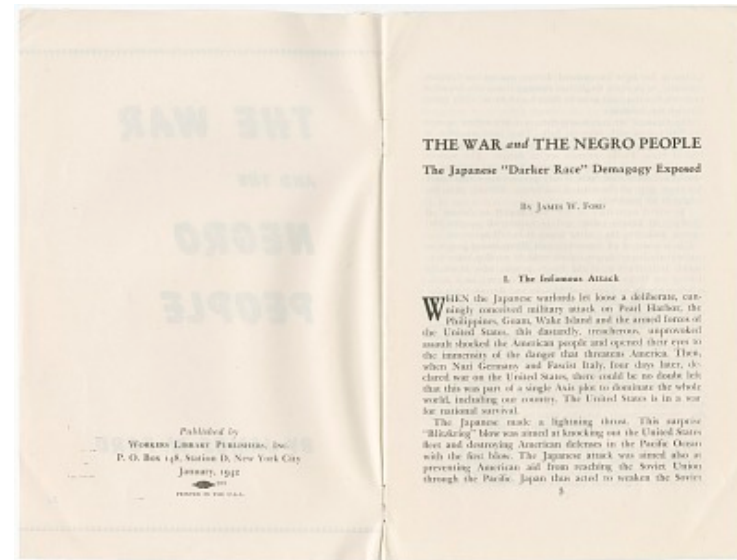 Published by
WORKERS LIBRARY PUBLISHERS, INC.
P. O. Box 148, Station D, New York City
January, 1942
PRINTED IN THE U.S.A.
THE WAR and THE NEGRO PEOPLE
The Japanese "Darker Race" Demagogy Exposed
BY JAMES W. FORD
I. The Infamous Attack
WHEN the Japanese warlords let loose a deliberate, cun-
ningly conceived military attack on Pearl Harbor, the
Philippines, Guam, Wake Island and the armed forces of
the United States, this dastardly, treacherous, unprovoked
assault shocked the American people and opened their eyes to
the immensity of the danger that threatens America. Then,
when Nazi Germany and Fascist Italy, four days later, de-
clared war on the United States, there could be no doubt left
that this was part of a single Axis plot to dominate the whole
world, including our country. The United States is in a war
for national survival.
The Japanese made a lightning thrust. This surprise
"Blitzkrieg" blow was aimed at knocking out the United States
fleet and destroying American defenses in the Pacific Ocean
with the first blow. The Japanese attack was aimed also at
preventing American aid from reaching the Soviet Union
through the Pacific. Japan thus acted to weaken the Soviet
3